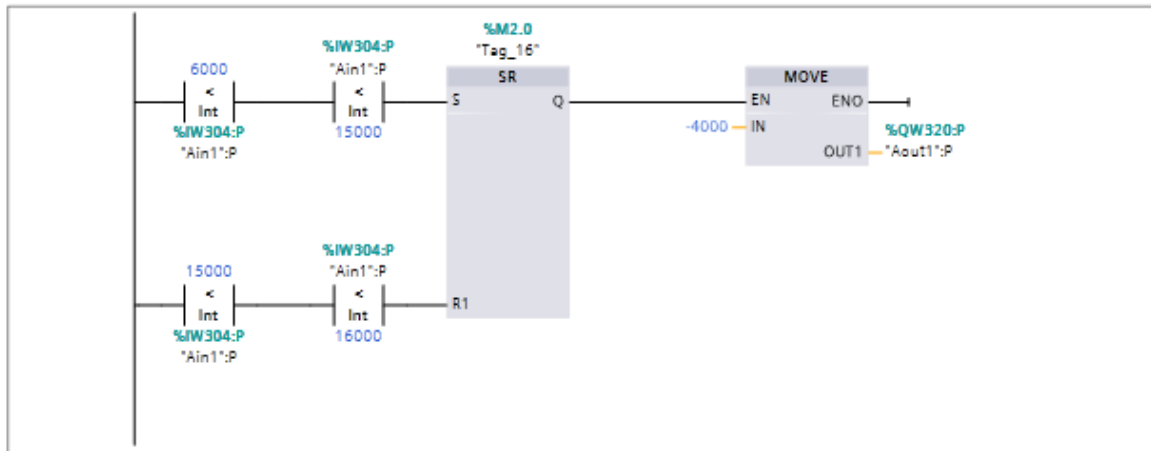 %M2.0
%IW304:P "Tag_16"
6000 "Ain1":P SR
< < S Q
Int Int
%IW304:P 15000
"Ain1":P
MOVE
EN ENO
-4000 IN %QW320:P
OUT1 "Aout1":P
%IW304:P
15000 "Ain1":P
< < R1
Int Int
%IW304:P 16000
"Ain1":P